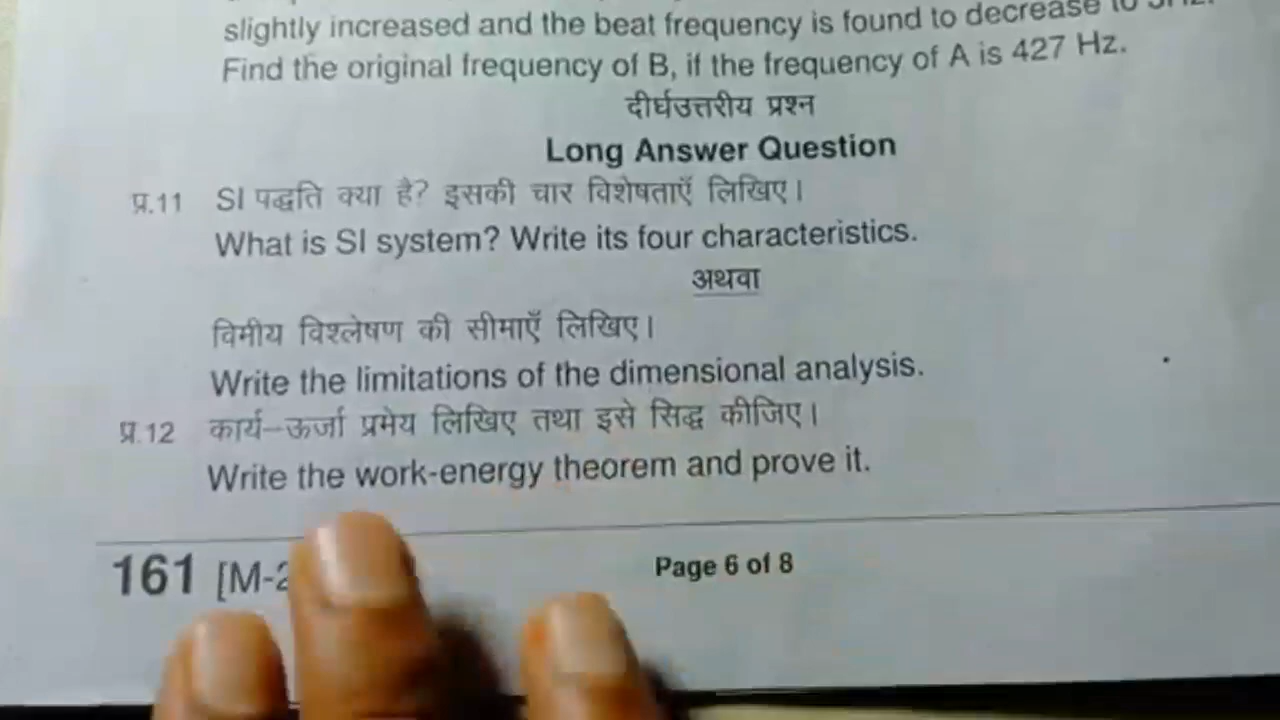 slightly increased and the beat frequency is found to decrease to
Find the original frequency of B, if the frequency of A is 427 Hz.
दीर्घउत्तरीय प्रश्न
Long Answer Question
प्र.11 SI पद्धति क्या है? इसकी चार विशेषताएँ लिखिए।
What is SI system? Write its four characteristics.
अथवा
विमीय विश्लेषण की सीमाएँ लिखिए।
Write the limitations of the dimensional analysis.
प्र.12 कार्य–ऊर्जा प्रमेय लिखिए तथा इसे सिद्ध कीजिए।
Write the work-energy theorem and prove it.
161 [M-2 Page 6 of 8